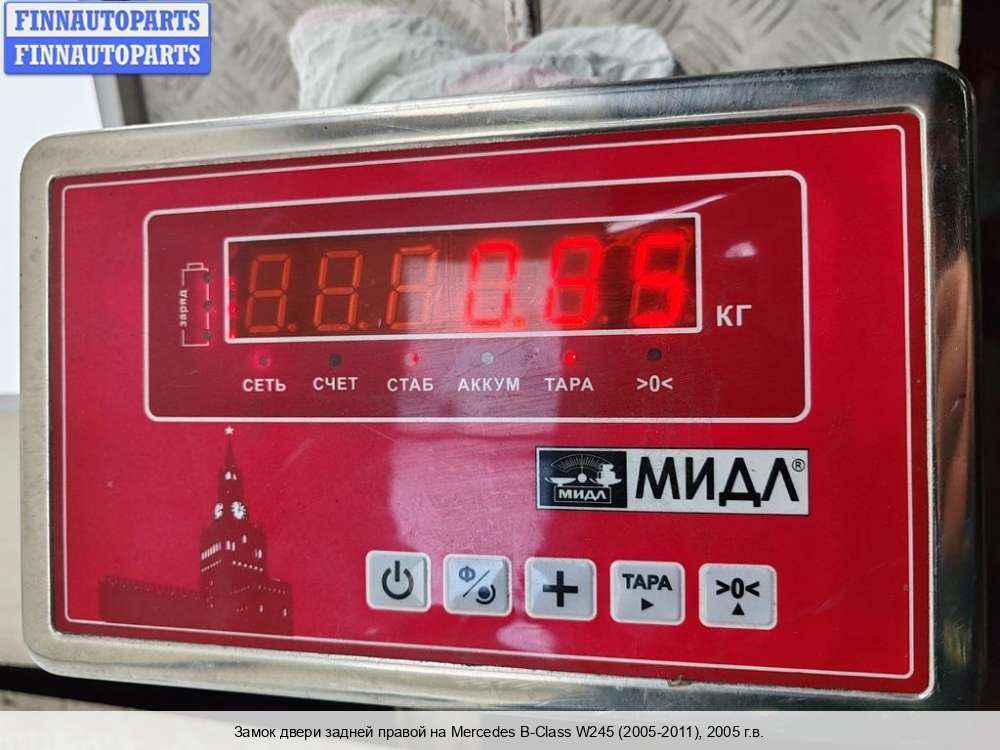 FINNAUTOPARTS
FINNAUTOPARTS
заряд
0.85 КГ
СЕТЬ СЧЕТ СТАБ АККУМ ТАРА >0<
МИДЛ МИДЛ®
Ф ТАРА >0<
Замок двери задней правой на Mercedes B-Class W245 (2005-2011), 2005 г.в.